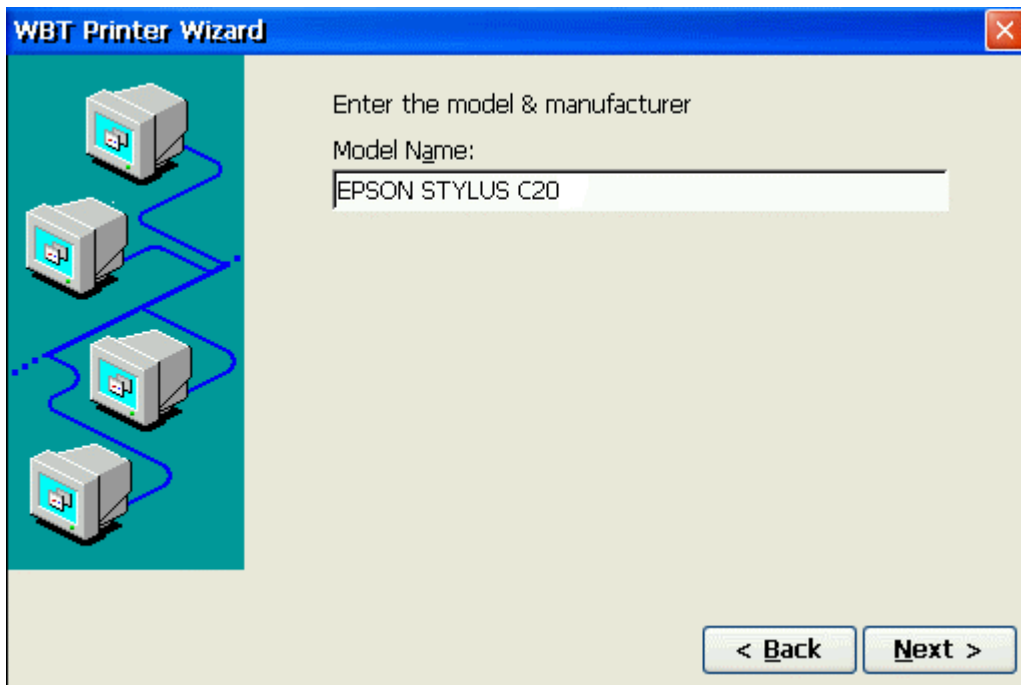 WBT Printer Wizard
Enter the model & manufacturer
Model Name:
EPSON STYLUS C20
< Back Next >